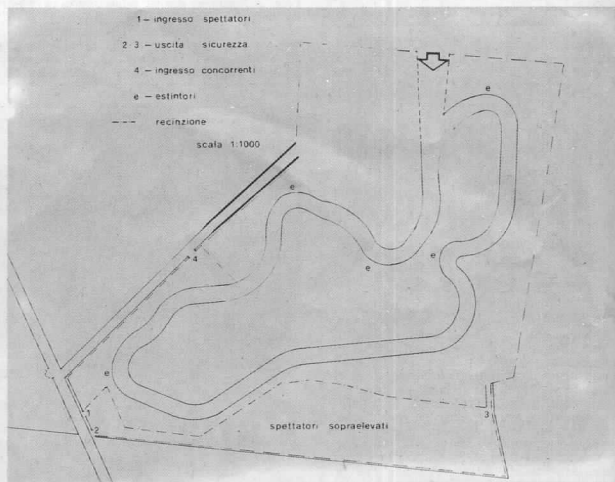 1 – ingresso spettatori
2-3 – uscita sicurezza
4 – ingresso concorrenti
e – estintori
--- recinzione
scala 1:1000
e
e
4
e
e
e
1
2
3
spettatori sopraelevati